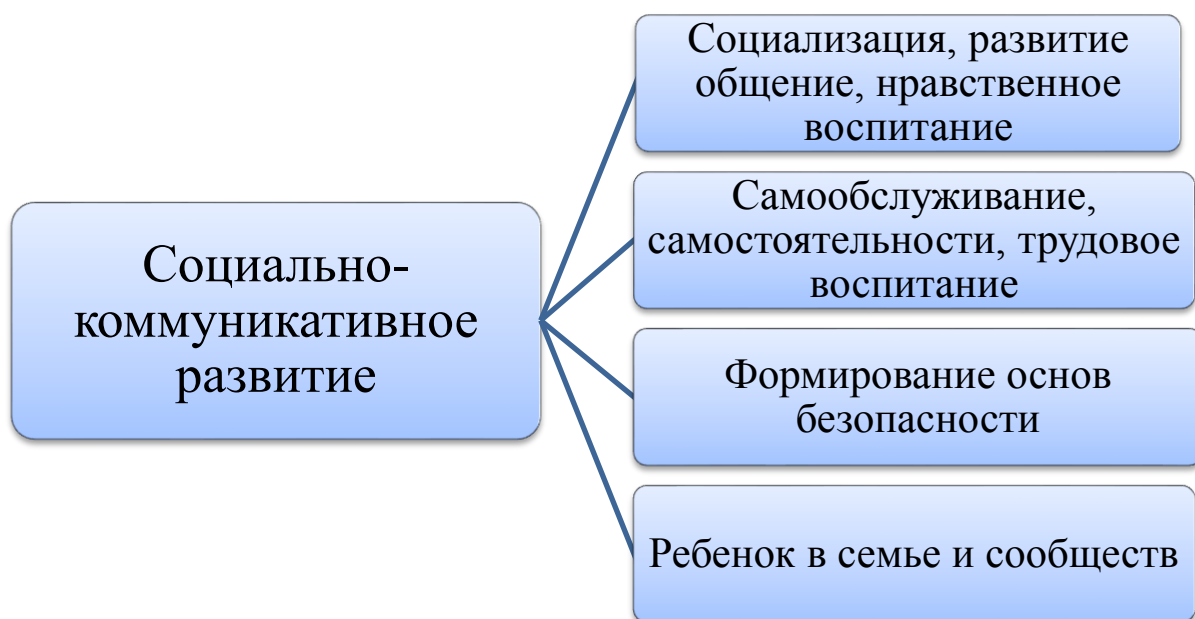 Социально-
коммуникативное
развитие
Социализация, развитие
общение, нравственное
воспитание
Самообслуживание,
самостоятельности, трудовое
воспитание
Формирование основ
безопасности
Ребенок в семье и сообществ